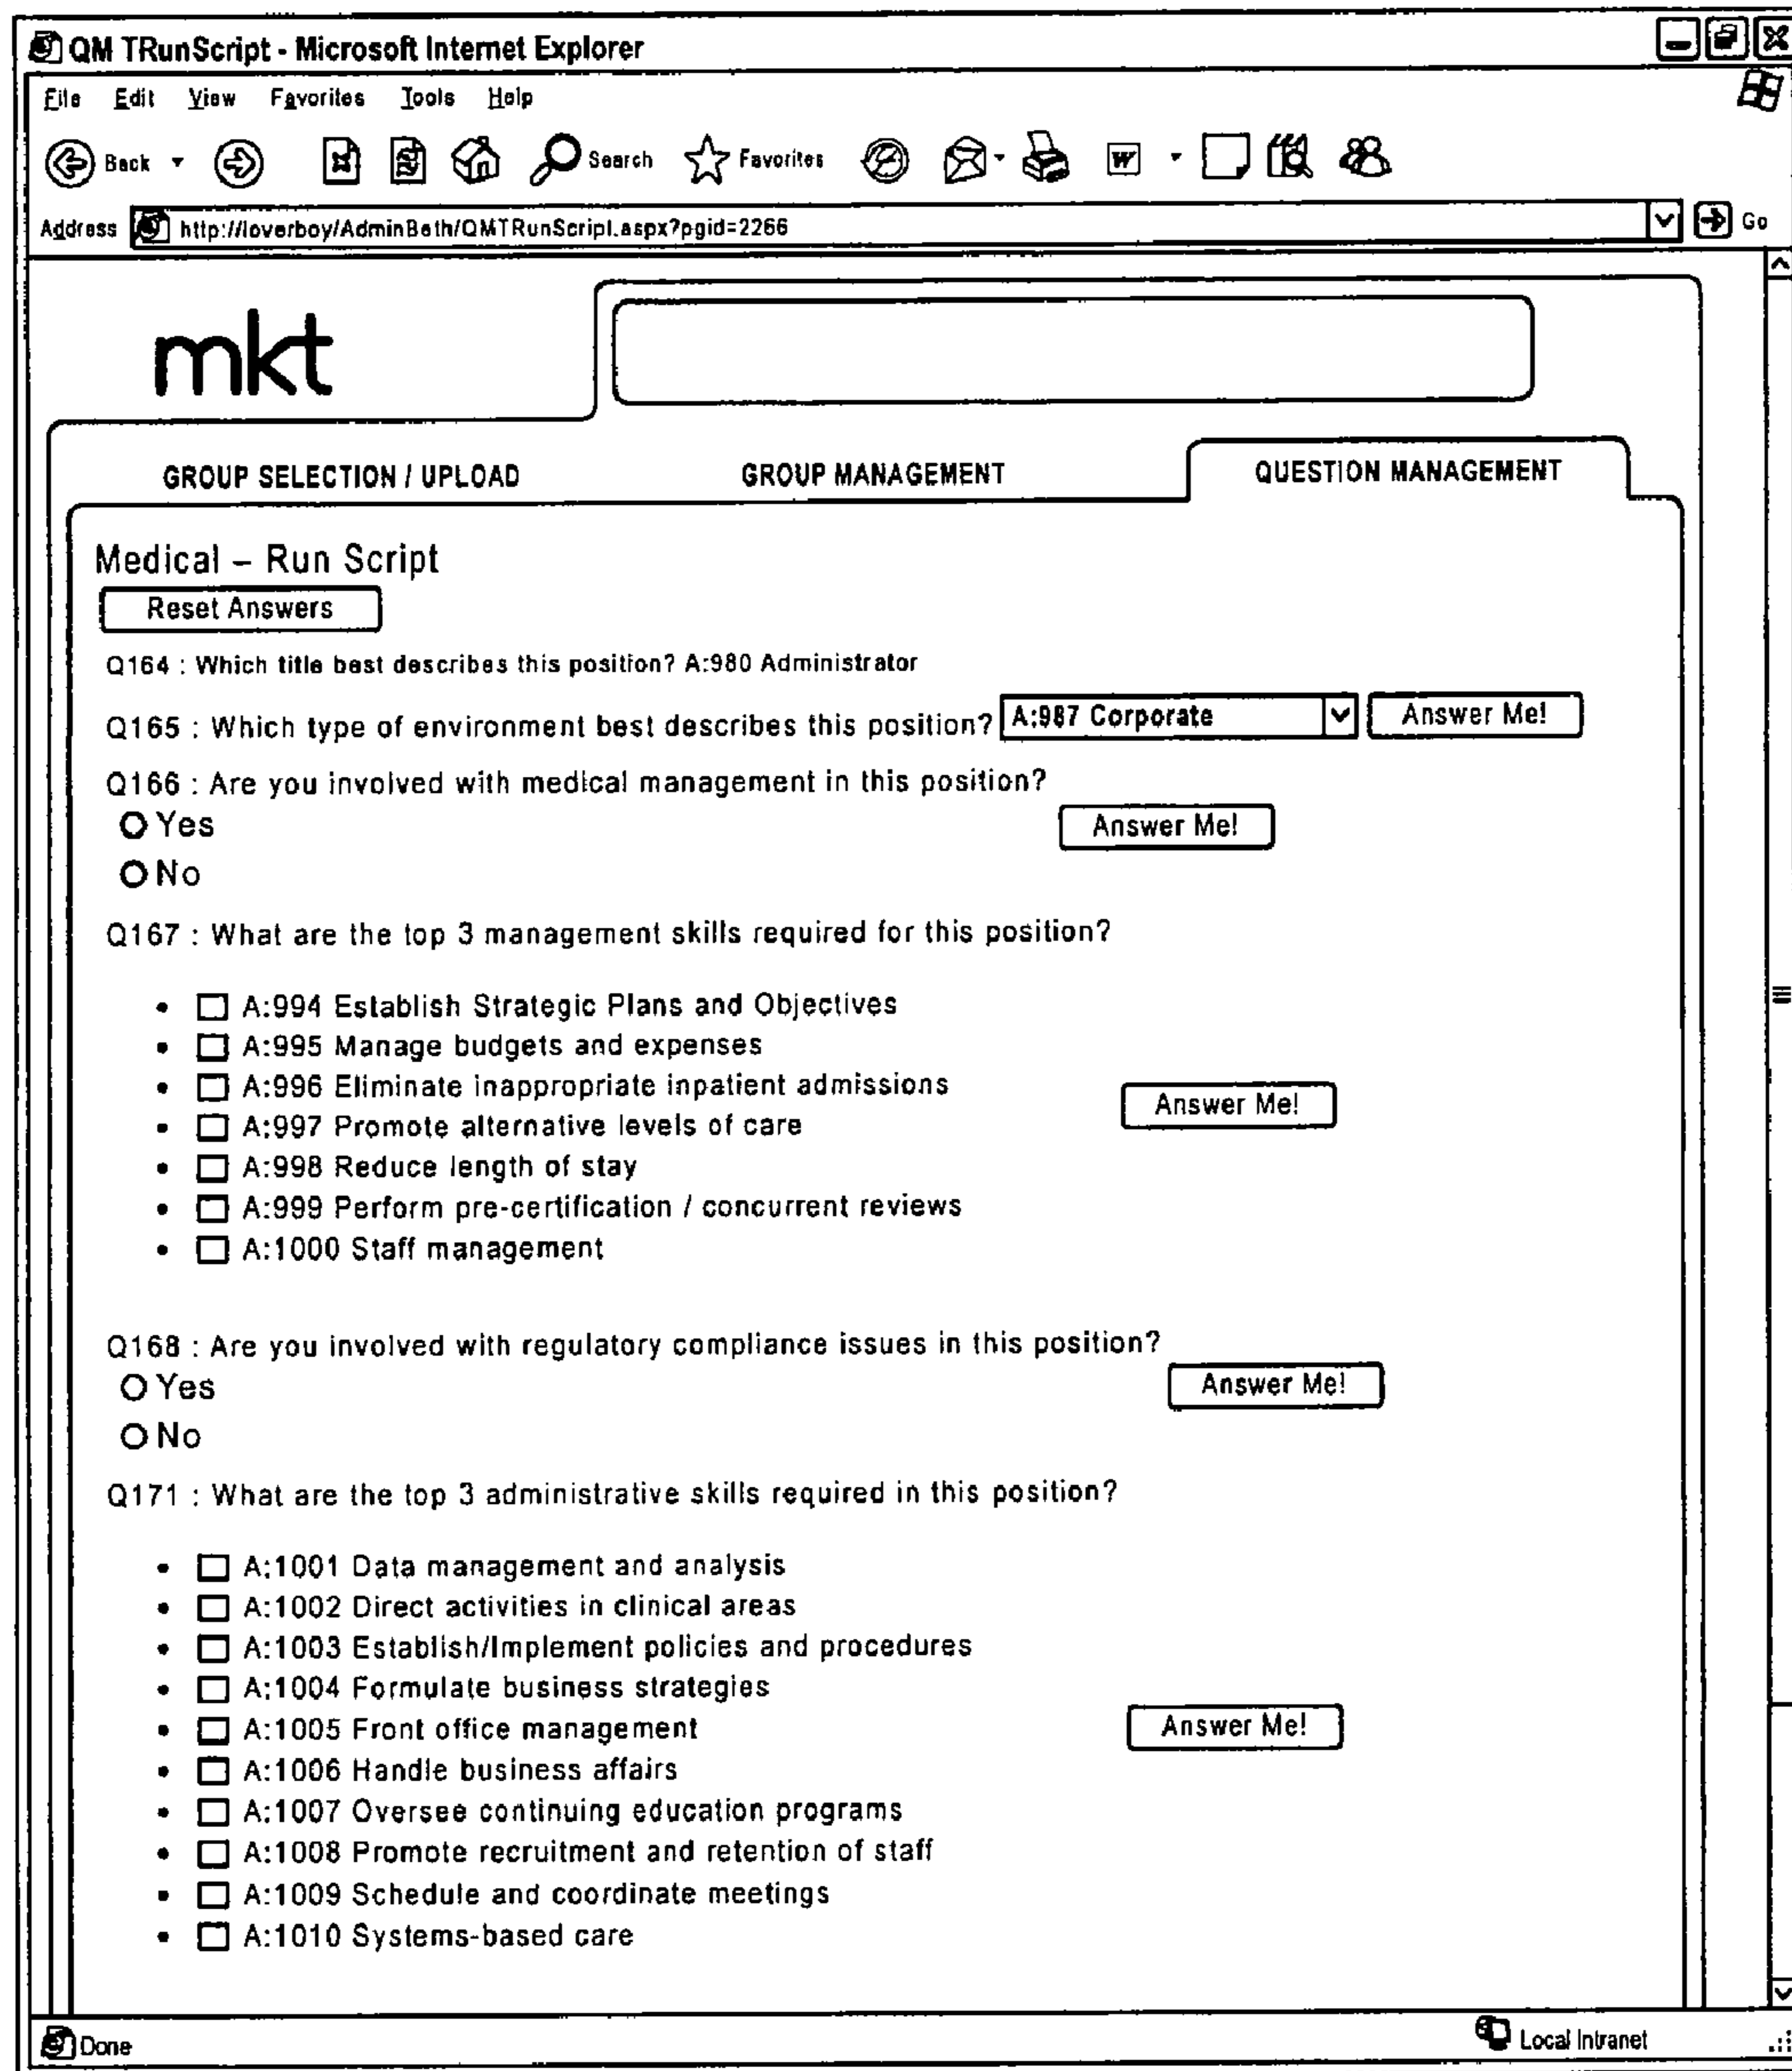 QM TRunScript - Microsoft Internet Explorer
File Edit View Favorites Tools Help
Back Search Favorites W
Address http://loverboy/AdminBeth/QMTRunScript.aspx?pgid=2266 Go
mkt
GROUP SELECTION / UPLOAD GROUP MANAGEMENT QUESTION MANAGEMENT
Medical – Run Script
Reset Answers
Q164 : Which title best describes this position? A:980 Administrator
Q165 : Which type of environment best describes this position? A:987 Corporate Answer Me!
Q166 : Are you involved with medical management in this position?
Yes Answer Me!
No
Q167 : What are the top 3 management skills required for this position?
• A:994 Establish Strategic Plans and Objectives
• A:995 Manage budgets and expenses
• A:996 Eliminate inappropriate inpatient admissions
Answer Me!
• A:997 Promote alternative levels of care
• A:998 Reduce length of stay
• A:999 Perform pre-certification / concurrent reviews
• A:1000 Staff management
Q168 : Are you involved with regulatory compliance issues in this position?
Yes Answer Me!
No
Q171 : What are the top 3 administrative skills required in this position?
• A:1001 Data management and analysis
• A:1002 Direct activities in clinical areas
• A:1003 Establish/Implement policies and procedures
• A:1004 Formulate business strategies
• A:1005 Front office management Answer Me!
• A:1006 Handle business affairs
• A:1007 Oversee continuing education programs
• A:1008 Promote recruitment and retention of staff
• A:1009 Schedule and coordinate meetings
• A:1010 Systems-based care
Done Local Intranet